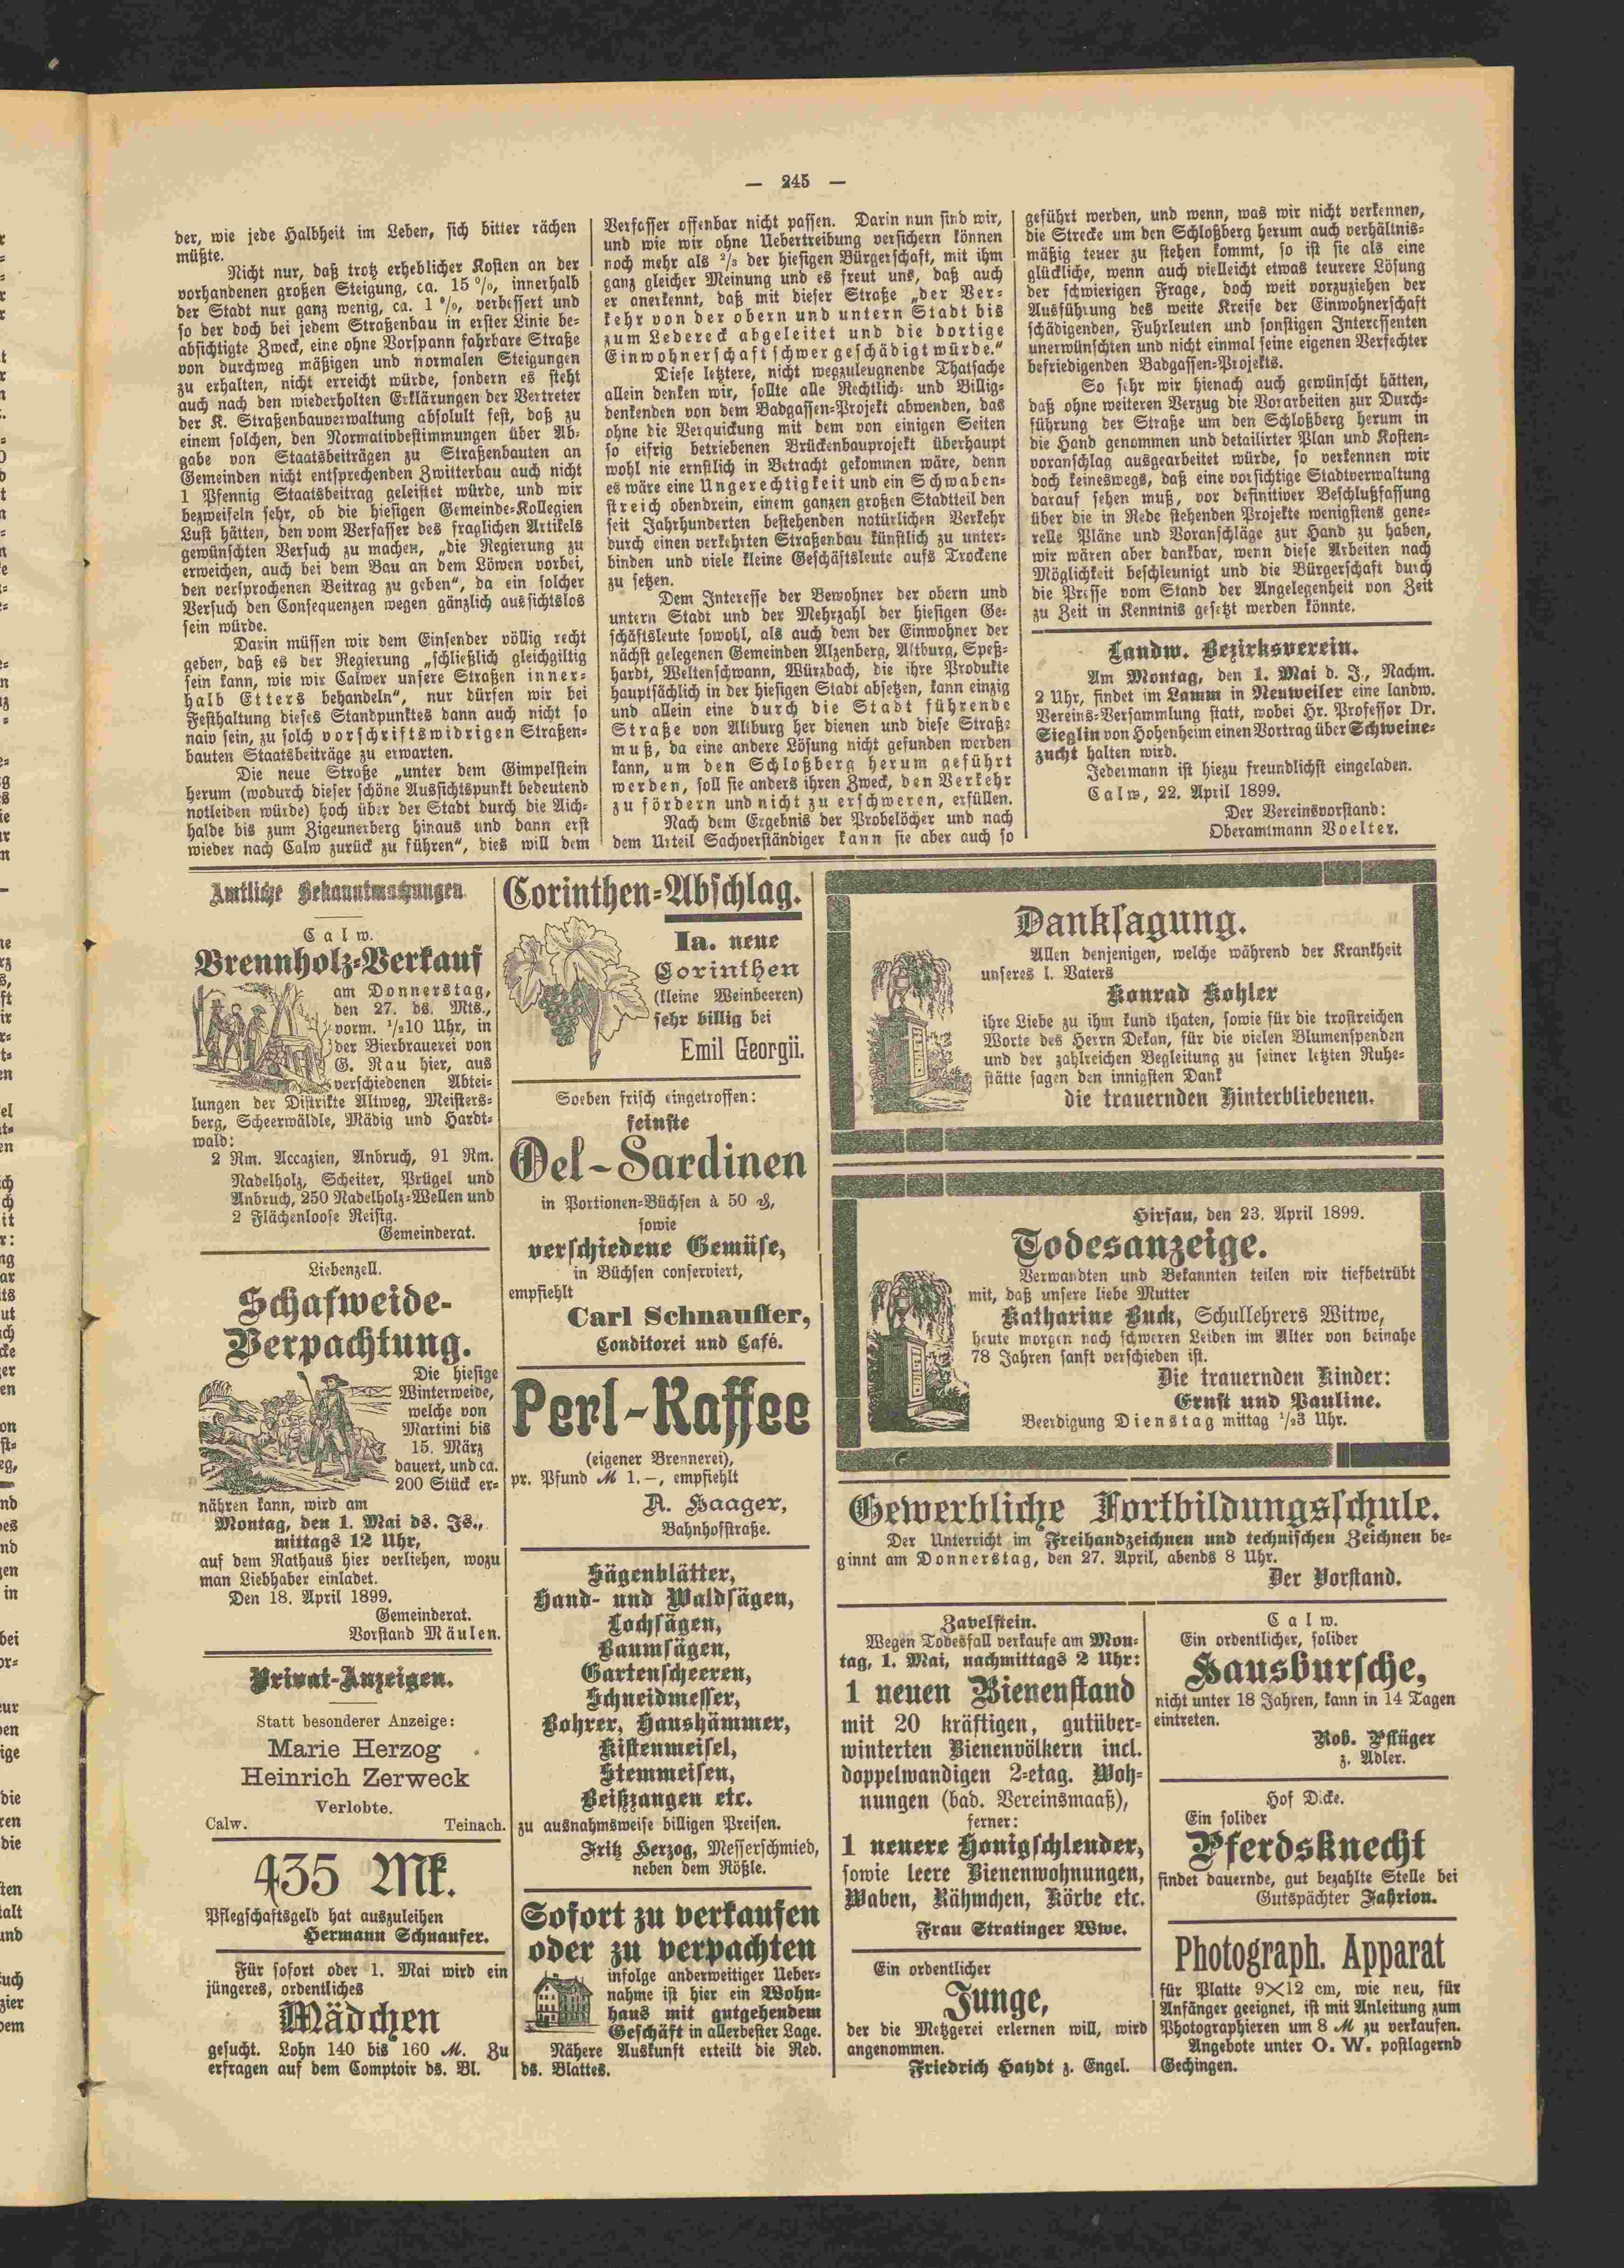 — 245 —
der, wie jede Halbheit im Leben, sich bitter rächen
müßte.
Nicht nur, daß trotz erheblicher Kosten an der
vorhandenen großen Steigung, ca. 15 %, innerhalb
der Stadt nur ganz wenig, ca. 1 %, verbessert und
so der doch bei jedem Straßenbau in erster Linie be-
absichtigte Zweck, eine ohne Vorspann fahrbare Straße
von durchweg mäßigen und normalen Steigungen
zu erhalten, nicht erreicht würde, sondern es steht
auch nach den wiederholten Erklärungen der Vertreter
der K. Straßenbauverwaltung absolult fest, daß zu
einem solchen, den Normativbestimmungen über Ab-
gabe von Staatsbeiträgen zu Straßenbauten an
Gemeinden nicht entsprechenden Zwitterbau auch nicht
1 Pfennig Staatsbeitrag geleistet würde, und wir
bezweifeln sehr, ob die hiesigen Gemeinde-Kollegien
Lust hätten, den vom Verfasser des fraglichen Artikels
gewünschten Versuch zu machen, „die Regierung zu
erweichen, auch bei dem Bau an dem Löwen vorbei,
den versprochenen Beitrag zu geben“, da ein solcher
Versuch den Consequenzen wegen gänzlich aussichtslos
sein würde.
Darin müssen wir dem Einsender völlig recht
geben, daß es der Regierung „schließlich gleichgiltig
sein kann, wie wir Calwer unsere Straßen inner-
halb Etters behandeln“, nur dürfen wir bei
Festhaltung dieses Standpunktes dann auch nicht so
naiv sein, zu solch vorschriftswidrigen Straßen-
bauten Staatsbeiträge zu erwarten.
Die neue Straße „unter dem Gimpelstein
herum (wodurch dieser schöne Aussichtspunkt bedeutend
notleiden würde) hoch über der Stadt durch die Aich-
halde bis zum Zigeunerberg hinaus und dann erst
wieder nach Calw zurück zu führen“, dies will dem
Verfasser offenbar nicht passen. Darin nun sind wir,
und wie wir ohne Uebertreibung versichern können
noch mehr als 2/3 der hiesigen Bürgerschaft, mit ihm
ganz gleicher Meinung und es freut uns, daß auch
er anerkennt, daß mit dieser Straße „der Ver-
kehr von der obern und untern Stadt bis
zum Ledereck abgeleitet und die dortige
Einwohnerschaft schwer geschädigt würde.“
Diese letztere, nicht wegzuleugnende Thatsache
allein denken wir, sollte alle Rechtlich- und Billig-
denkenden von dem Badgassen-Projekt abwenden, das
ohne die Verquickung mit dem von einigen Seiten
so eifrig betriebenen Brückenbauprojekt überhaupt
wohl nie ernstlich in Betracht gekommen wäre, denn
es wäre eine Ungerechtigkeit und ein Schwaben-
streich obendrein, einem ganzen großen Stadtteil den
seit Jahrhunderten bestehenden natürlichen Verkehr
durch einen verkehrten Straßenbau künstlich zu unter-
binden und viele kleine Geschäftsleute aufs Trockene
zu setzen.
Dem Interesse der Bewohner der obern und
untern Stadt und der Mehrzahl der hiesigen Ge-
schäftsleute sowohl, als auch dem der Einwohner der
nächst gelegenen Gemeinden Alzenberg, Altburg, Speß-
hardt, Weltenschwann, Würzbach, die ihre Produkte
hauptsächlich in der hiesigen Stadt absetzen, kann einzig
und allein eine durch die Stadt führende
Straße von Altburg her dienen und diese Straße
muß, da eine andere Lösung nicht gefunden werden
kann, um den Schloßberg herum geführt
werden, soll sie anders ihren Zweck, den Verkehr
zu fördern und nicht zu erschweren, erfüllen.
Nach dem Ergebnis der Probelöcher und nach
dem Urteil Sachverständiger kann sie aber auch so
geführt werden, und wenn, was wir nicht verkennen,
die Strecke um den Schloßberg herum auch verhältnis-
mäßig teuer zu stehen kommt, so ist sie als eine
glückliche, wenn auch vielleicht etwas teurere Lösung
der schwierigen Frage, doch weit vorzuziehen der
Ausführung des weite Kreise der Einwohnerschaft
schädigenden, Fuhrleuten und sonstigen Interessenten
unerwünschten und nicht einmal seine eigenen Verfechter
befriedigenden Badgassen-Projekts.
So sehr wir hienach auch gewünscht hätten,
daß ohne weiteren Verzug die Vorarbeiten zur Durch-
führung der Straße um den Schloßberg herum in
die Hand genommen und detailirter Plan und Kosten-
voranschlag ausgearbeitet würde, so verkennen wir
doch keineswegs, daß eine vorsichtige Stadtverwaltung
darauf sehen muß, vor definitiver Beschlußfassung
über die in Rede stehenden Projekte wenigstens gene-
relle Pläne und Voranschläge zur Hand zu haben,
wir wären aber dankbar, wenn diese Arbeiten nach
Möglichkeit beschleunigt und die Bürgerschaft durch
die Presse vom Stand der Angelegenheit von Zeit
zu Zeit in Kenntnis gesetzt werden könnte.
Landw. Bezirksverein.
Am Montag, den 1. Mai d. J., Nachm.
2 Uhr, findet im Lamm in Neuweiler eine landw.
Vereins-Versammlung statt, wobei Hr. Professor Dr.
Sieglin von Hohenheim einen Vortrag über Schweine-
zucht halten wird.
Jedermann ist hiezu freundlichst eingeladen.
Calw, 22. April 1899.
Der Vereinsvorstand:
Oberamtmann Voelter.
Amtliche Bekanntmachungen.
Calw.
Brennholz-Verkauf
am Donnerstag,
den 27. ds. Mts.,
vorm. 1/210 Uhr, in
der Bierbrauerei von
G. Rau hier, aus
verschiedenen Abtei-
lungen der Distrikte Altweg, Meisters-
berg, Scheerwäldle, Mädig und Hardt-
wald:
2 Rm. Accazien, Anbruch, 91 Rm.
Nadelholz, Scheiter, Prügel und
Anbruch, 250 Nadelholz-Wellen und
2 Flächenloose Reisig.
Gemeinderat.
Liebenzell.
Schafweide-
Verpachtung.
Die hiesige
Winterweide,
welche von
Martini bis
15. März
dauert, und ca.
200 Stück er-
nähren kann, wird am
Montag, den 1. Mai ds. Js.,
mittags 12 Uhr,
auf dem Rathaus hier verliehen, wozu
man Liebhaber einladet.
Den 18. April 1899.
Gemeinderat.
Vorstand Mäulen.
Privat-Anzeigen.
Statt besonderer Anzeige:
Marie Herzog
Heinrich Zerweck
Verlobte.
Calw. Teinach.
435 Mk.
Pflegschaftsgeld hat auszuleihen
Hermann Schnaufer.
Für sofort oder 1. Mai wird ein
jüngeres, ordentliches
Mädchen
gesucht. Lohn 140 bis 160 M. Zu
erfragen auf dem Comptoir ds. Bl.
Corinthen-Abschlag.
Ia. neue
Corinthen
(kleine Weinbeeren)
sehr billig bei
Emil Georgii.
Soeben frisch eingetroffen:
feinste
Oel-Sardinen
in Portionen-Büchsen à 50 ₰,
sowie
verschiedene Gemüse,
in Büchsen conserviert,
empfiehlt
Carl Schnauffer,
Conditorei und Café.
Perl-Kaffee
(eigener Brennerei),
pr. Pfund M 1.—, empfiehlt
A. Haager,
Bahnhofstraße.
Sägenblätter,
Hand- und Waldsägen,
Lochsägen,
Baumsägen,
Gartenscheeren,
Schneidmesser,
Bohrer, Haushämmer,
Kistenmeisel,
Stemmeisen,
Beißzangen etc.
zu ausnahmsweise billigen Preisen.
Fritz Herzog, Messerschmied,
neben dem Rößle.
Sofort zu verkaufen
oder zu verpachten
infolge anderweitiger Ueber-
nahme ist hier ein Wohn-
haus mit gutgehendem
Geschäft in allerbester Lage.
Nähere Auskunft erteilt die Red.
ds. Blattes.
Danksagung.
Allen denjenigen, welche während der Krankheit
unseres l. Vaters
Konrad Kohler
ihre Liebe zu ihm kund thaten, sowie für die trostreichen
Worte des Herrn Dekan, für die vielen Blumenspenden
und der zahlreichen Begleitung zu seiner letzten Ruhe-
stätte sagen den innigsten Dank
die trauernden Hinterbliebenen.
Hirsau, den 23. April 1899.
Todesanzeige.
Verwandten und Bekannten teilen wir tiefbetrübt
mit, daß unsere liebe Mutter
Katharine Buck, Schullehrers Witwe,
heute morgen nach schweren Leiden im Alter von beinahe
78 Jahren sanft verschieden ist.
Die trauernden Kinder:
Ernst und Pauline.
Beerdigung Dienstag mittag 1/23 Uhr.
Gewerbliche Fortbildungsschule.
Der Unterricht im Freihandzeichnen und technischen Zeichnen be-
ginnt am Donnerstag, den 27. April, abends 8 Uhr.
Der Vorstand.
Zavelstein.
Wegen Todesfall verkaufe am Mon-
tag, 1. Mai, nachmittags 2 Uhr:
1 neuen Bienenstand
mit 20 kräftigen, gutüber-
winterten Bienenvölkern incl.
doppelwandigen 2-etag. Woh-
nungen (bad. Vereinsmaaß),
ferner:
1 neuere Honigschleuder,
sowie leere Bienenwohnungen,
Waben, Rähmchen, Körbe etc.
Frau Stratinger Wwe.
Ein ordentlicher
Junge,
der die Metzgerei erlernen will, wird
angenommen.
Friedrich Haydt z. Engel.
Calw.
Ein ordentlicher, solider
Hausbursche,
nicht unter 18 Jahren, kann in 14 Tagen
eintreten.
Rob. Pflüger
z. Adler.
Hof Dicke.
Ein solider
Pferdsknecht
findet dauernde, gut bezahlte Stelle bei
Gutspächter Fahrion.
Photograph. Apparat
für Platte 9×12 cm, wie neu, für
Anfänger geeignet, ist mit Anleitung zum
Photographieren um 8 M zu verkaufen.
Angebote unter O. W. postlagernd
Gechingen.